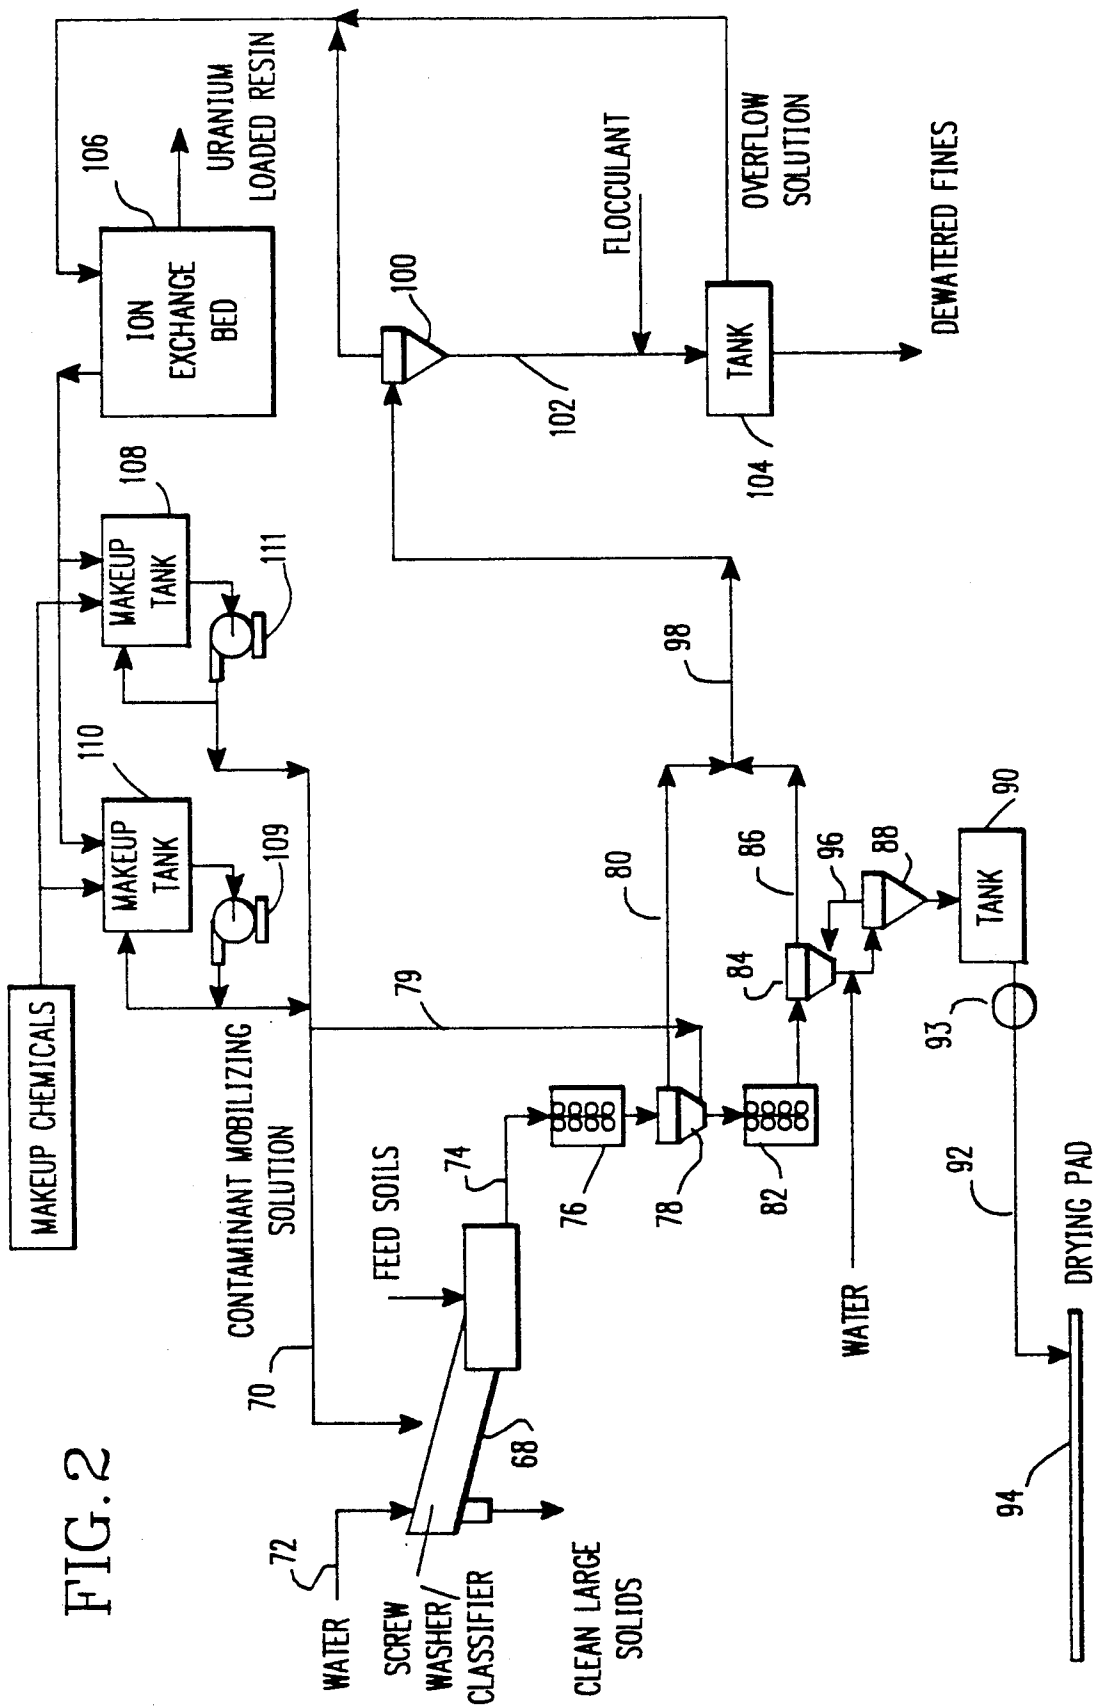 FIG. 2
MAKEUP CHEMICALS
110
MAKEUP
TANK
109
108
MAKEUP
TANK
111
106
ION
EXCHANGE
BED
URANIUM
LOADED RESIN
CONTAMINANT MOBILIZING
SOLUTION
70
72
WATER
SCREW
WASHER/
CLASSIFIER
68
CLEAN LARGE
SOLIDS
FEED SOILS
74
76
78
79
80
82
84
86
WATER
96
88
90
TANK
93
92
94
DRYING PAD
98
100
102
FLOCCULANT
TANK
104
OVERFLOW
SOLUTION
DEWATERED FINES